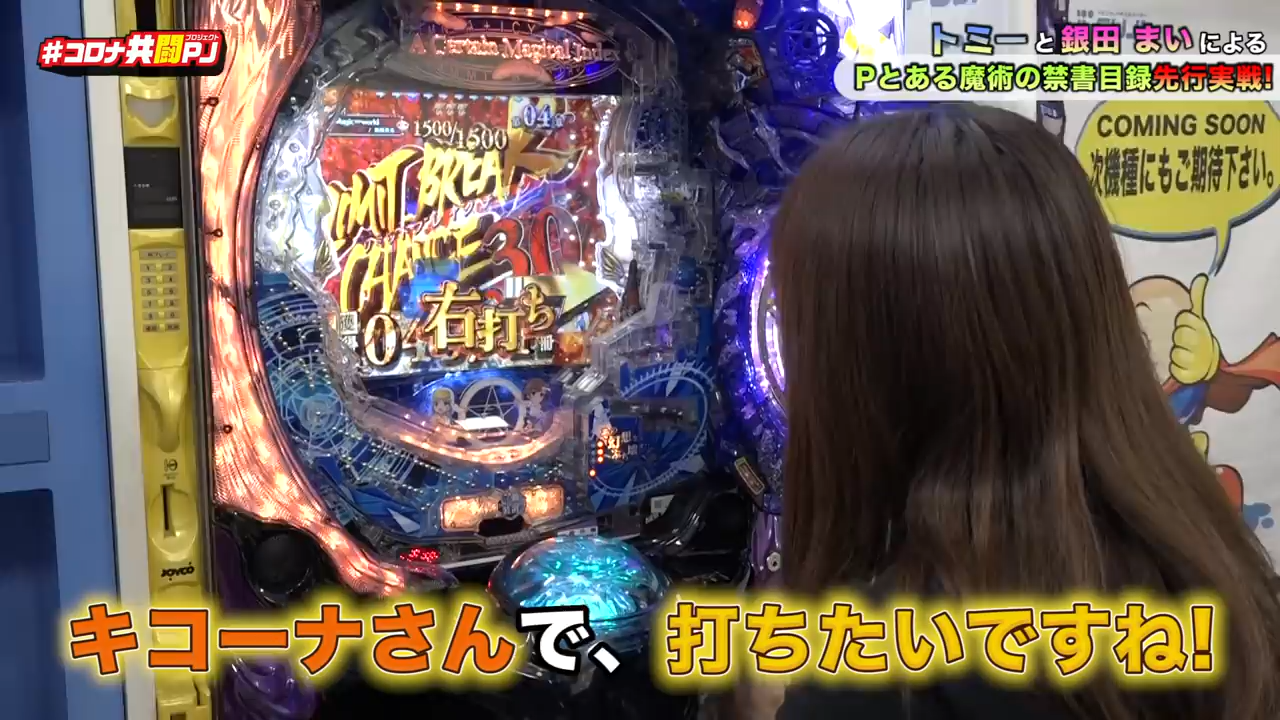 #コロナ共闘PJ
プロジェクト
トミーと銀田 まいによる
Pとある魔術の禁書目録先行実戦!
A Certain Magical Index
COMING SOON
次機種にもご期待下さい。
04
1500/1500
LIMIT BREAK
CHANCE 30
右打ち
04
JOYCO
キコーナさんで、打ちたいですね!